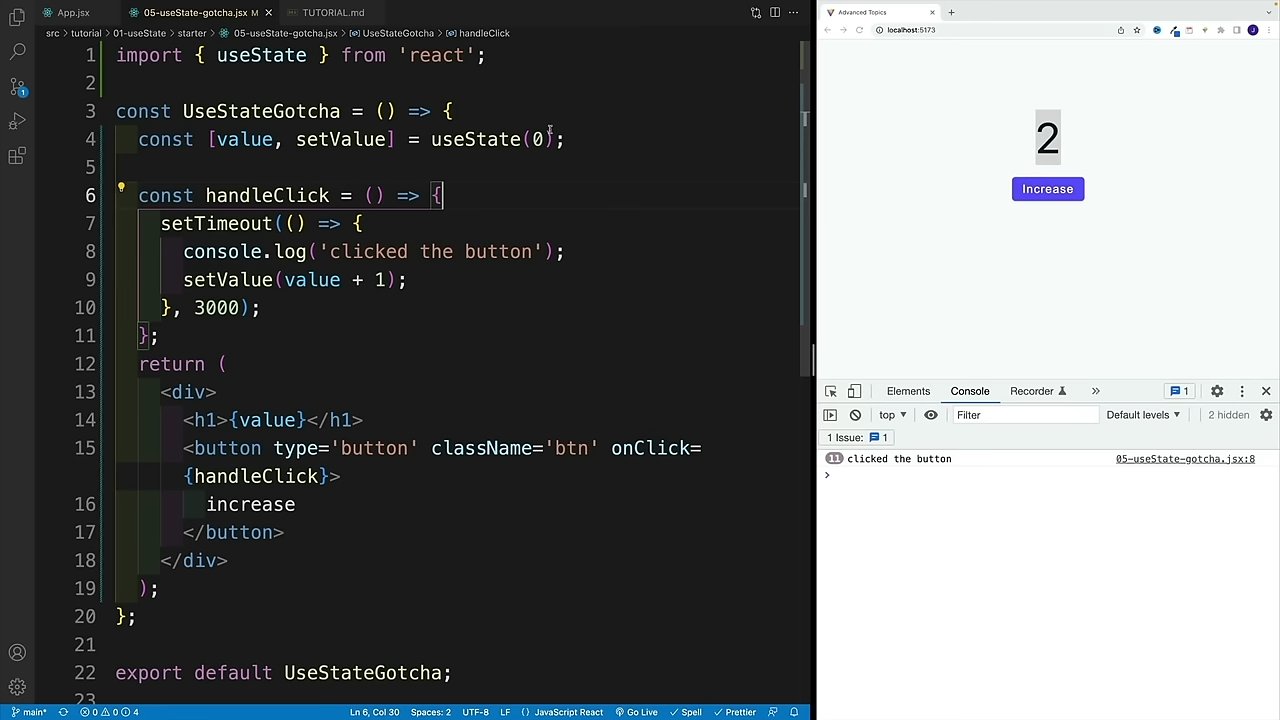 App.jsx
05-useState-gotcha.jsx M
TUTORIAL.md
src > tutorial > 05-useState-gotcha.jsx > UseStateGotcha > handleClick
1 import { useState } from 'react';
2
3 const UseStateGotcha = () => {
4 const [value, setValue] = useState(0);
5
6 const handleClick = () => {
7 setTimeout(() => {
8 console.log('clicked the button');
9 setValue(value + 1);
10 }, 3000);
11 };
12 return (
13 <div>
14 <h1>{value}</h1>
15 <button type='button' className='btn' onClick=
{handleClick}>
16 increase
17 </button>
18 </div>
19 );
20 };
21
22 export default UseStateGotcha;
23
1
main*
0 0 4
Ln 6, Col 30
Spaces: 2
UTF-8
LF
{} JavaScript React
Go Live
Spell
Prettier
Advanced Topics
localhost:5173
J
2
Increase
Elements
Console
Recorder
1
top
Filter
Default levels
2 hidden
1 Issue: 1
11 clicked the button
05-useState-gotcha.jsx:8